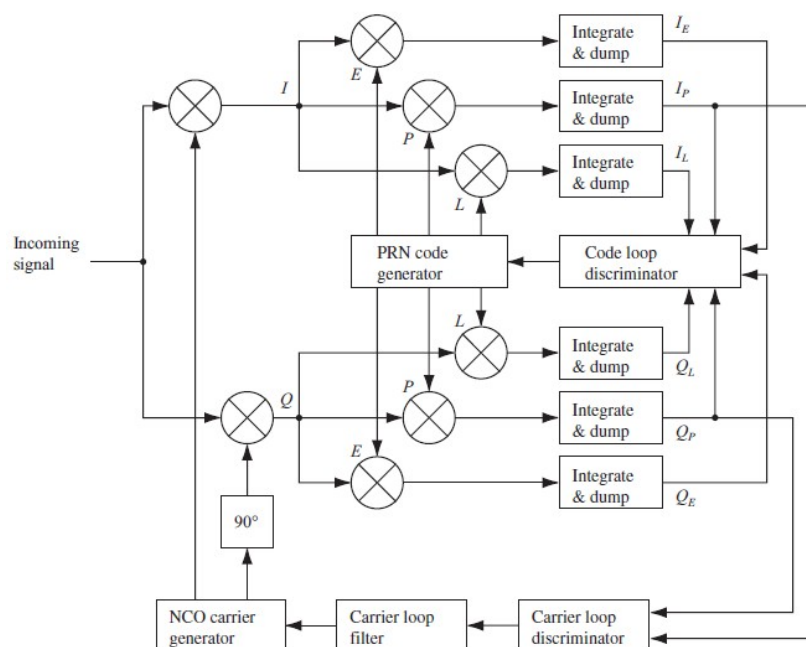 Integrate
& dump
I_E
E
I
Integrate
& dump
I_P
P
Integrate
& dump
I_L
L
Incoming
signal
PRN code
generator
Code loop
discriminator
L
Integrate
& dump
Q_L
Q
P
Integrate
& dump
Q_P
E
Integrate
& dump
Q_E
90°
NCO carrier
generator
Carrier loop
filter
Carrier loop
discriminator